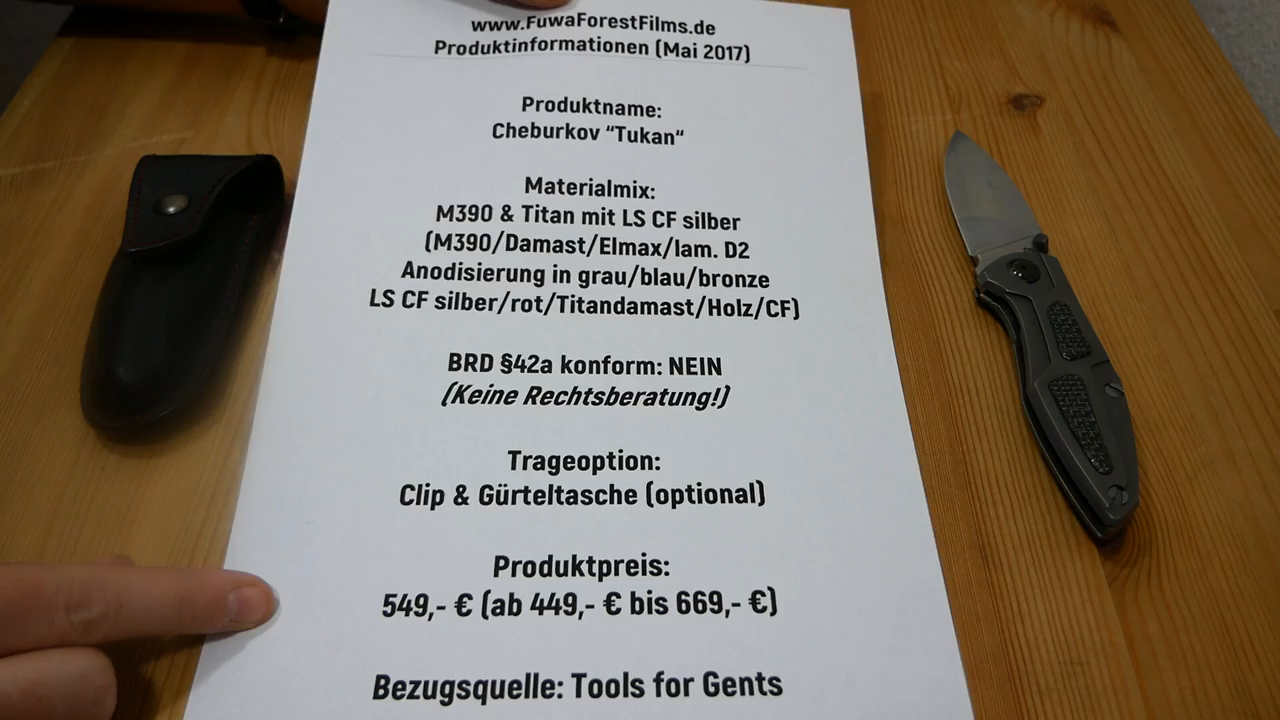 www.FuwaForestFilms.de
Produktinformationen (Mai 2017)
Produktname:
Cheburkov “Tukan“
Materialmix:
M390 & Titan mit LS CF silber
(M390/Damast/Elmax/lam. D2
Anodisierung in grau/blau/bronze
LS CF silber/rot/Titandamast/Holz/CF)
BRD §42a konform: NEIN
(Keine Rechtsberatung!)
Trageoption:
Clip & Gürteltasche (optional)
Produktpreis:
549,- € (ab 449,- € bis 669,- €)
Bezugsquelle: Tools for Gents